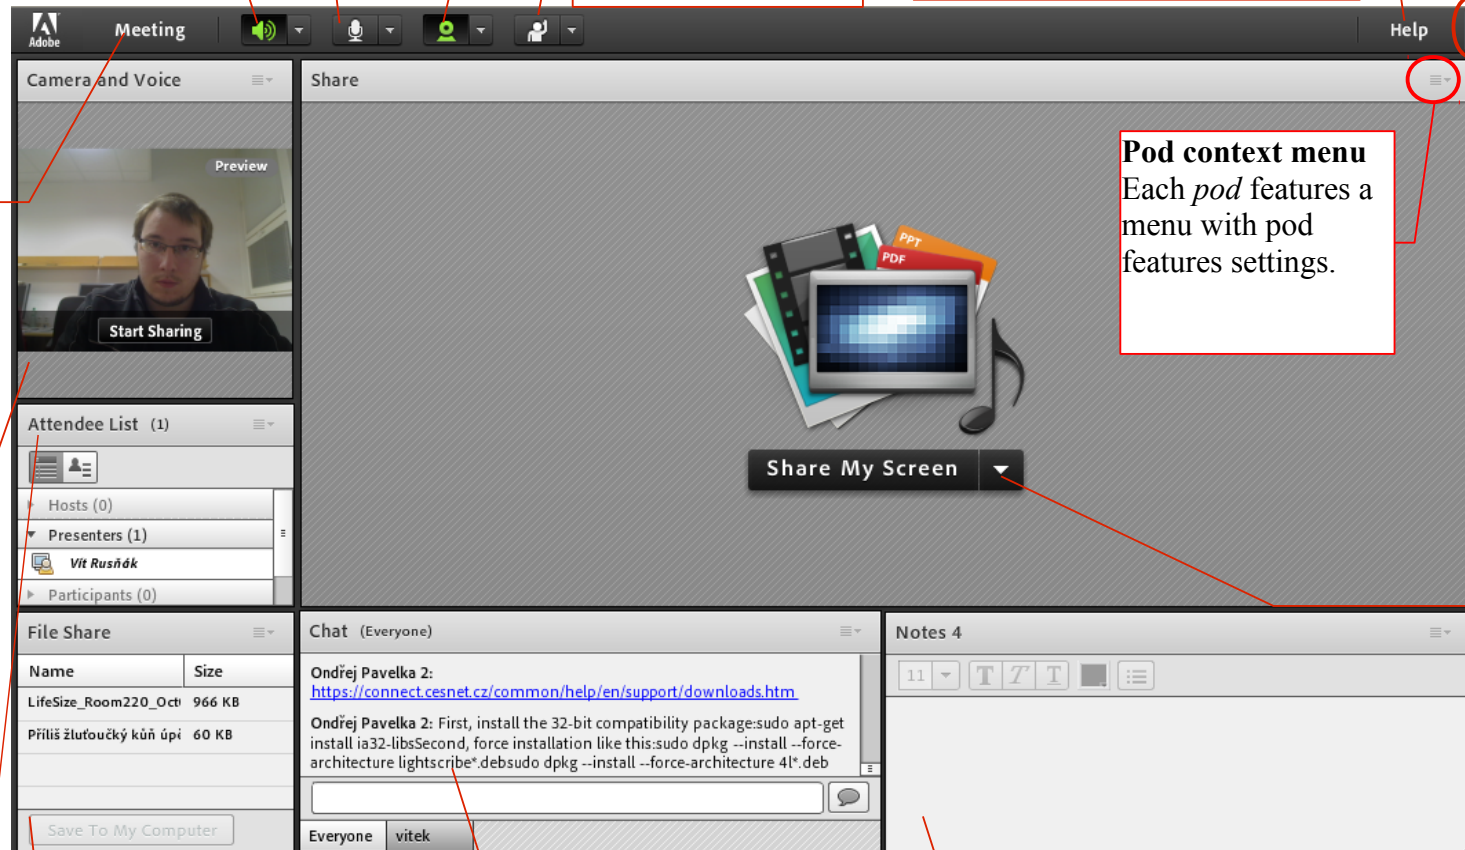 Adobe
Meeting
Help
Camera and Voice
Share
Preview
Start Sharing
Pod context menu
Each pod features a
menu with pod
features settings.
PPT
PDF
Share My Screen
Attendee List (1)
Hosts (0)
Presenters (1)
Vít Rusňák
Participants (0)
File Share
Name Size
LifeSize_Room220_Oct 966 KB
Příliš žluťoučký kůň úpě 60 KB
Save To My Computer
Chat (Everyone)
Ondřej Pavelka 2:
https://connect.cesnet.cz/common/help/en/support/downloads.htm
Ondřej Pavelka 2: First, install the 32-bit compatibility package:sudo apt-get
install ia32-libsSecond, force installation like this:sudo dpkg --install --force-
architecture lightscribe*.debsudo dpkg --install --force-architecture 4l*.deb
Everyone vitek
Notes 4
11 T T T